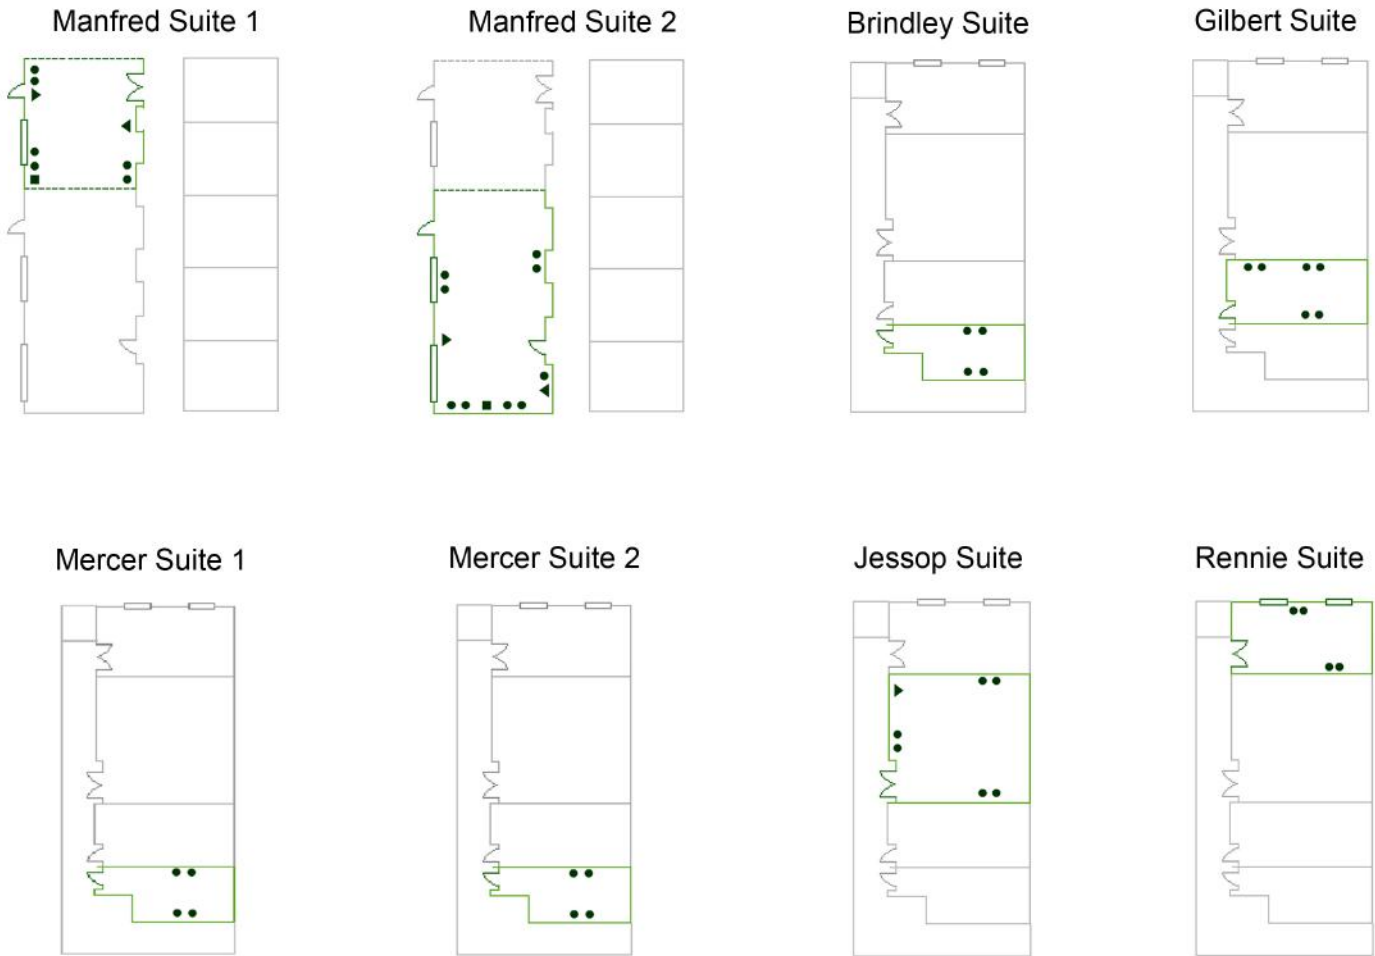 Manfred Suite 1
Manfred Suite 2
Brindley Suite
Gilbert Suite
Mercer Suite 1
Mercer Suite 2
Jessop Suite
Rennie Suite